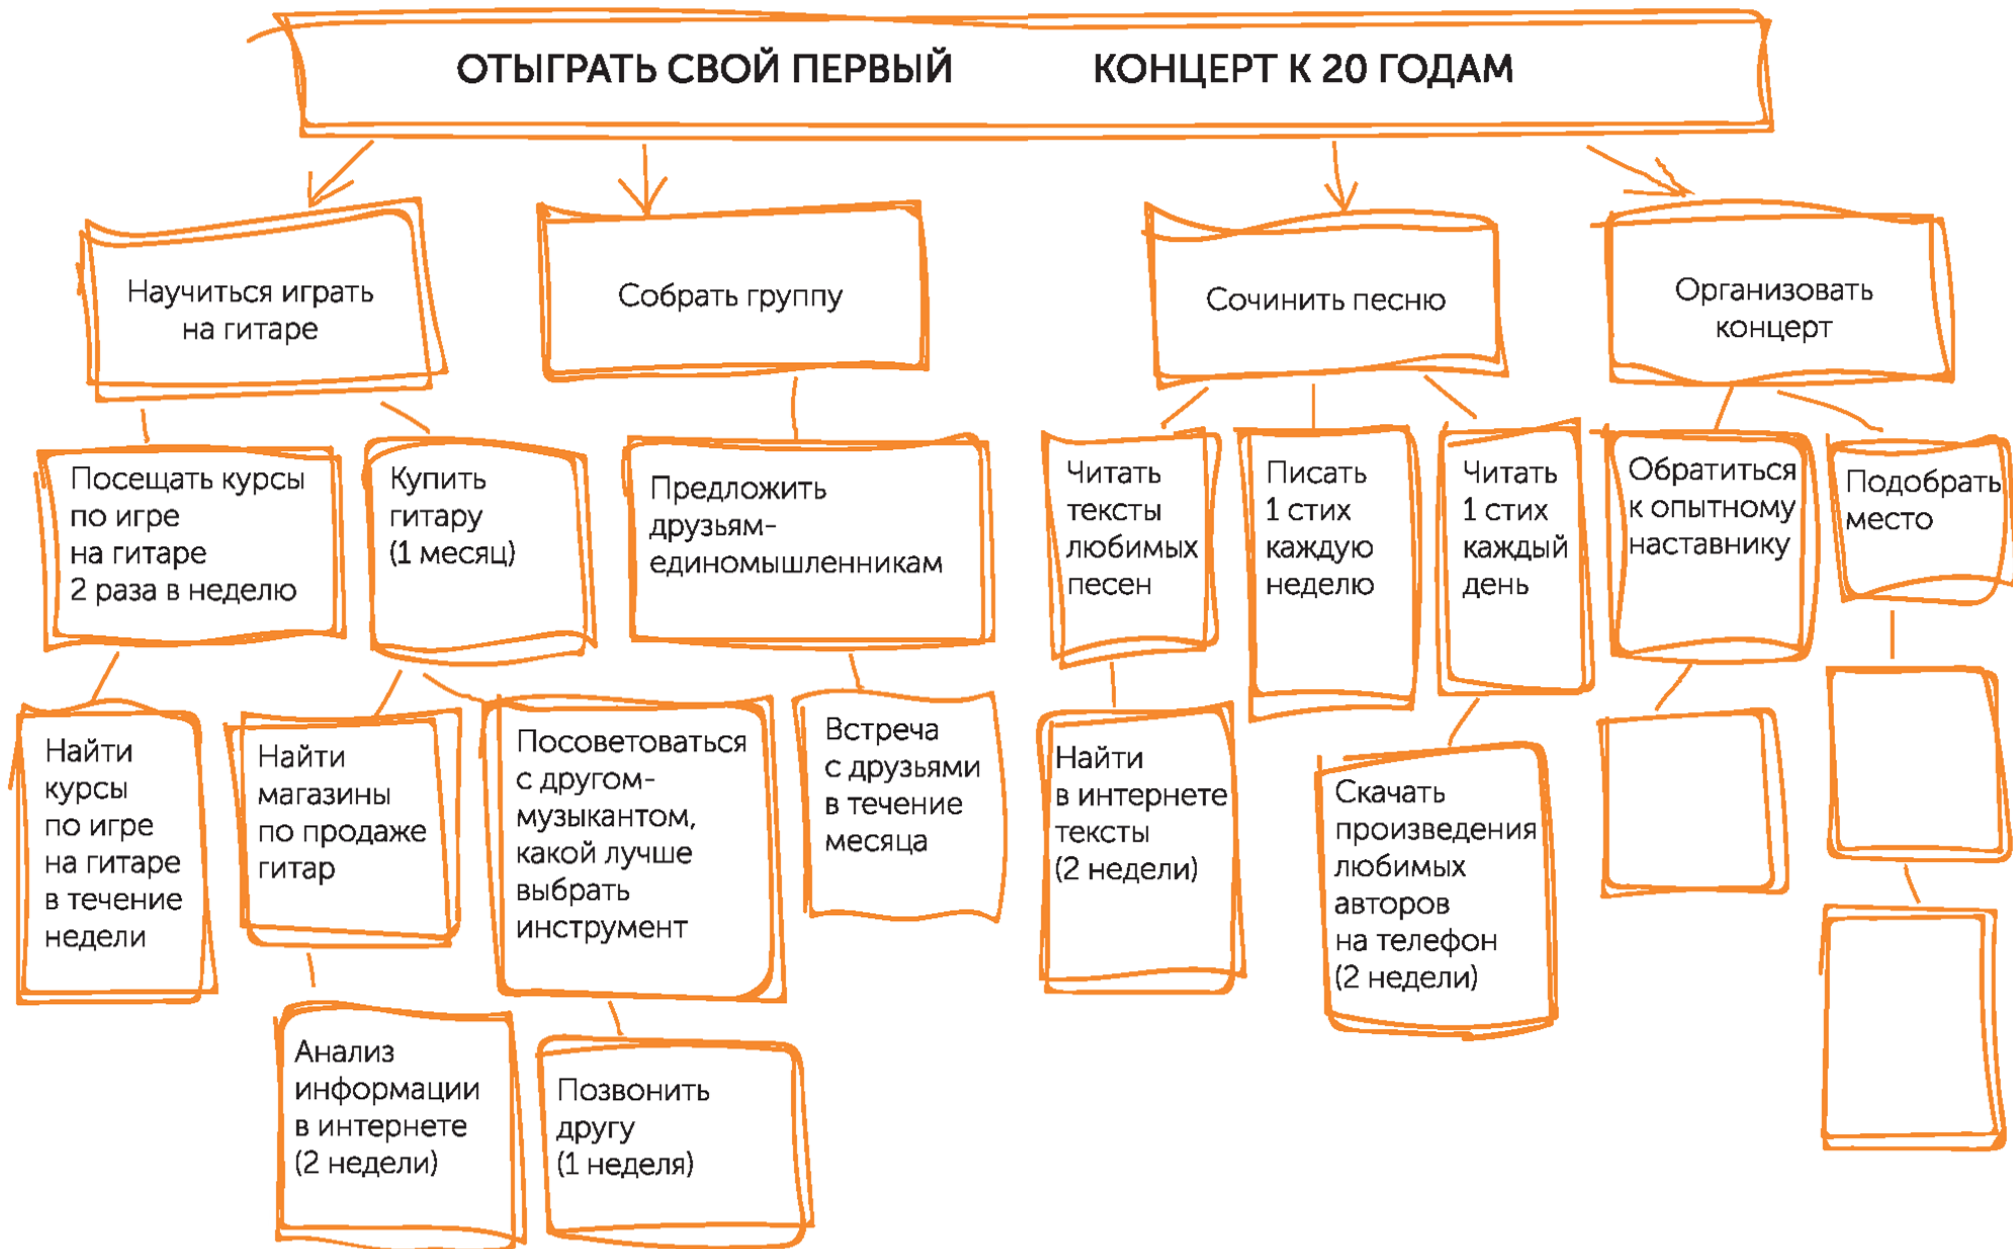 ОТЫГРАТЬ СВОЙ ПЕРВЫЙ КОНЦЕРТ К 20 ГОДАМ
Научиться играть
на гитаре
Собрать группу
Сочинить песню
Организовать
концерт
Посещать курсы
по игре
на гитаре
2 раза в неделю
Купить
гитару
(1 месяц)
Предложить
друзьям-
единомышленникам
Читать
тексты
любимых
песен
Писать
1 стих
каждую
неделю
Читать
1 стих
каждый
день
Обратиться
к опытному
наставнику
Подобрать
место
Найти
курсы
по игре
на гитаре
в течение
недели
Найти
магазины
по продаже
гитар
Посоветоваться
с другом-
музыкантом,
какой лучше
выбрать
инструмент
Встреча
с друзьями
в течение
месяца
Найти
в интернете
тексты
(2 недели)
Скачать
произведения
любимых
авторов
на телефон
(2 недели)
Анализ
информации
в интернете
(2 недели)
Позвонить
другу
(1 неделя)